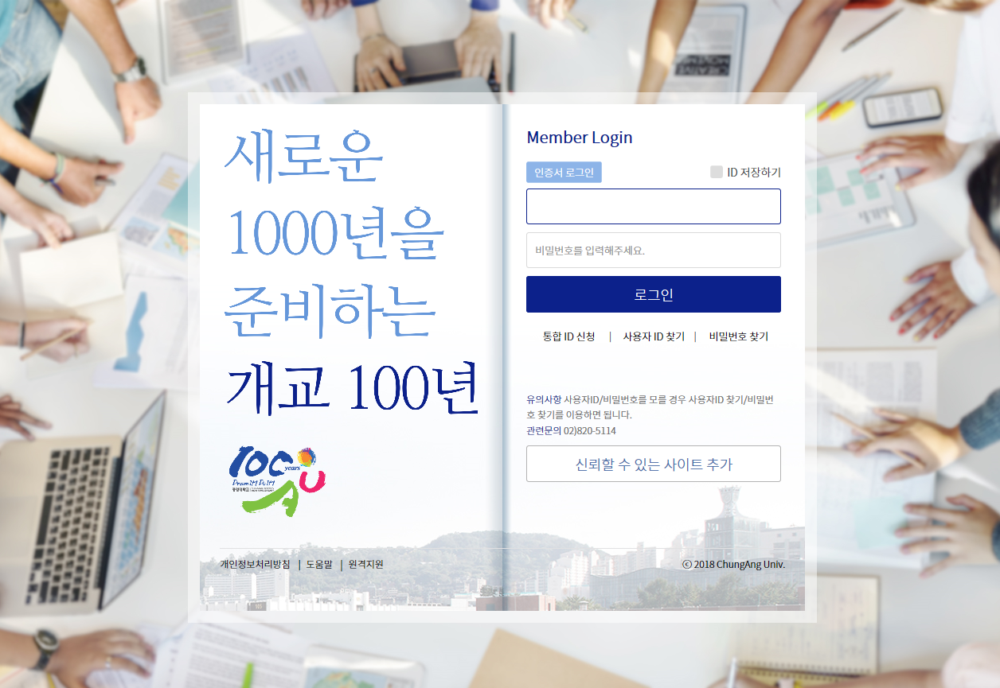 새로운
1000년을
준비하는
개교 100년
100 years
Dream 1st Do 1st
CAU
Member Login
인증서 로그인
ID 저장하기
비밀번호를 입력해주세요.
로그인
통합 ID 신청 | 사용자 ID 찾기 | 비밀번호 찾기
유의사항 사용자ID/비밀번호를 모를 경우 사용자ID 찾기/비밀번
호 찾기를 이용하면 됩니다.
관련문의 02)820-5114
신뢰할 수 있는 사이트 추가
개인정보처리방침 | 도움말 | 원격지원
ⓒ 2018 ChungAng Univ.